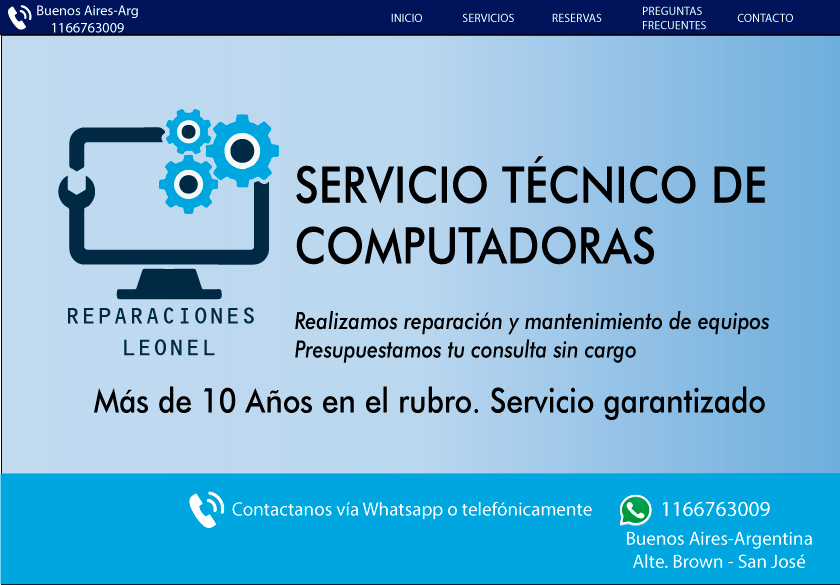 Buenos Aires-Arg
1166763009
INICIO
SERVICIOS
RESERVAS
PREGUNTAS
FRECUENTES
CONTACTO
SERVICIO TÉCNICO DE
COMPUTADORAS
REPARACIONES
LEONEL
Realizamos reparación y mantenimiento de equipos
Presupuestamos tu consulta sin cargo
Más de 10 Años en el rubro. Servicio garantizado
Contactanos vía Whatsapp o telefónicamente
1166763009
Buenos Aires-Argentina
Alte. Brown - San José